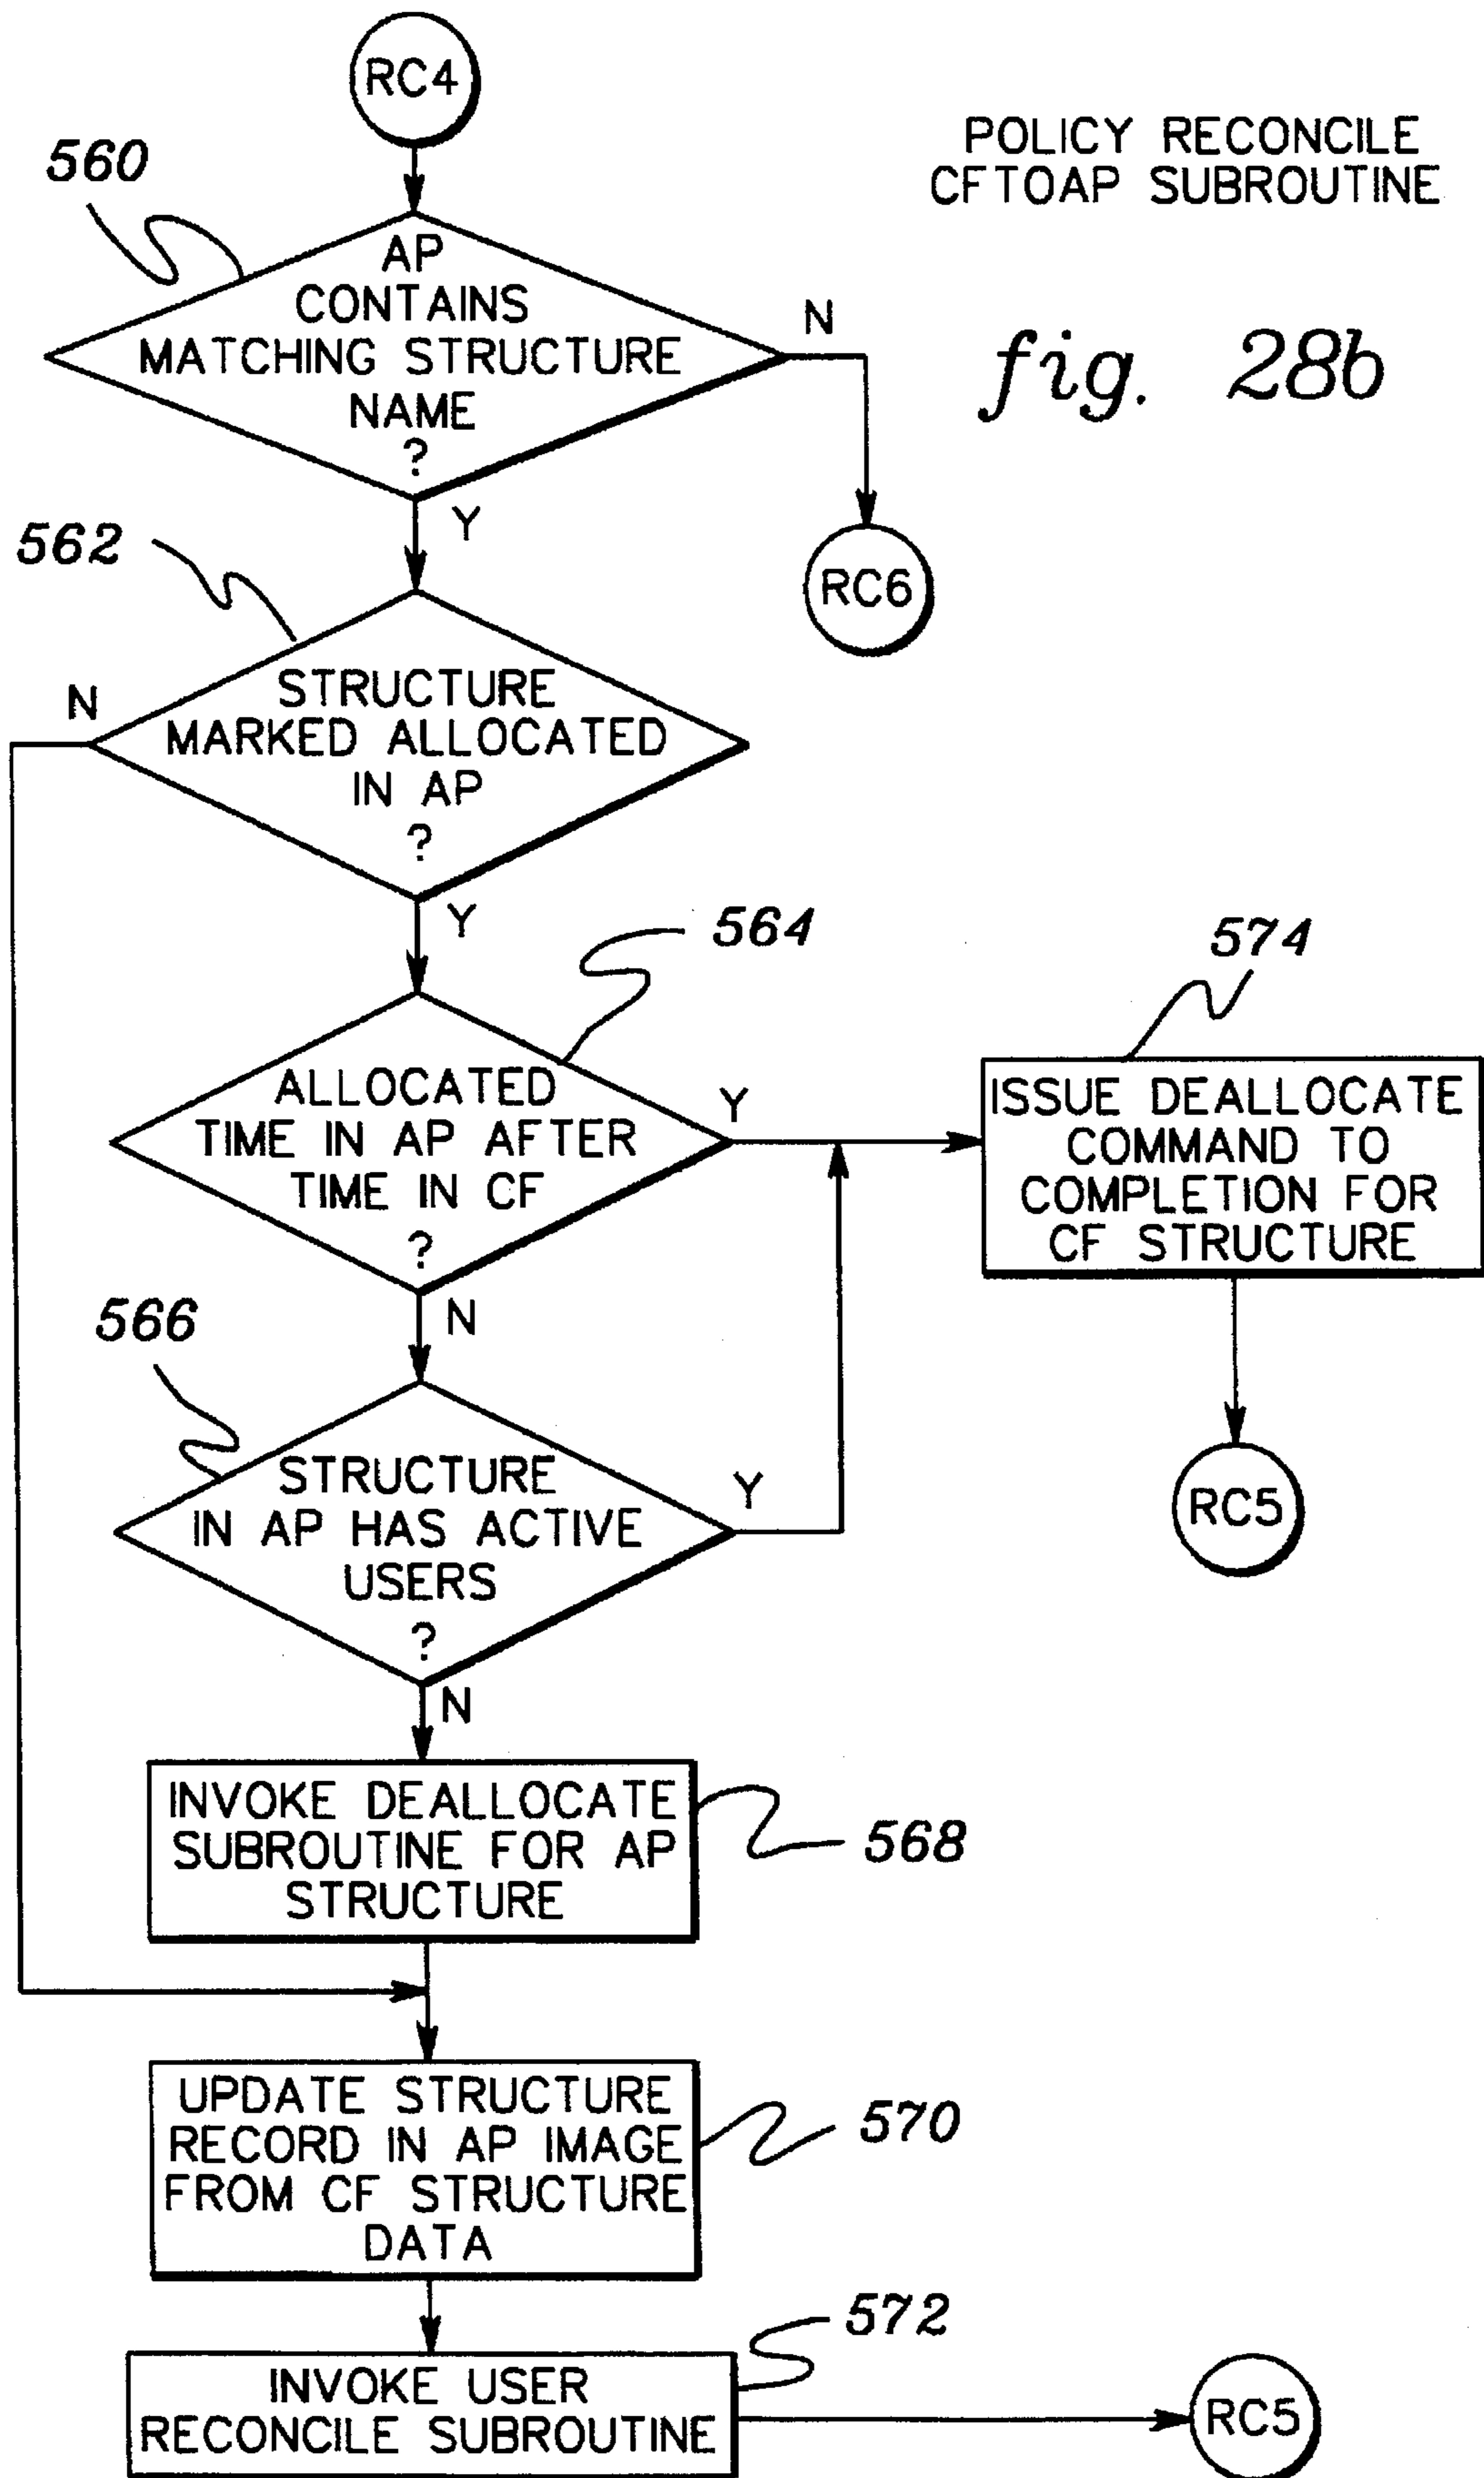 RC4
POLICY RECONCILE
CFTOAP SUBROUTINE
fig. 28b
560
AP
CONTAINS
MATCHING STRUCTURE
NAME
?
N
Y
RC6
562
STRUCTURE
MARKED ALLOCATED
IN AP
?
N
Y
564
ALLOCATED
TIME IN AP AFTER
TIME IN CF
?
Y
N
574
ISSUE DEALLOCATE
COMMAND TO
COMPLETION FOR
CF STRUCTURE
RC5
566
STRUCTURE
IN AP HAS ACTIVE
USERS
?
Y
N
INVOKE DEALLOCATE
SUBROUTINE FOR AP
STRUCTURE
568
UPDATE STRUCTURE
RECORD IN AP IMAGE
FROM CF STRUCTURE
DATA
570
572
INVOKE USER
RECONCILE SUBROUTINE
RC5